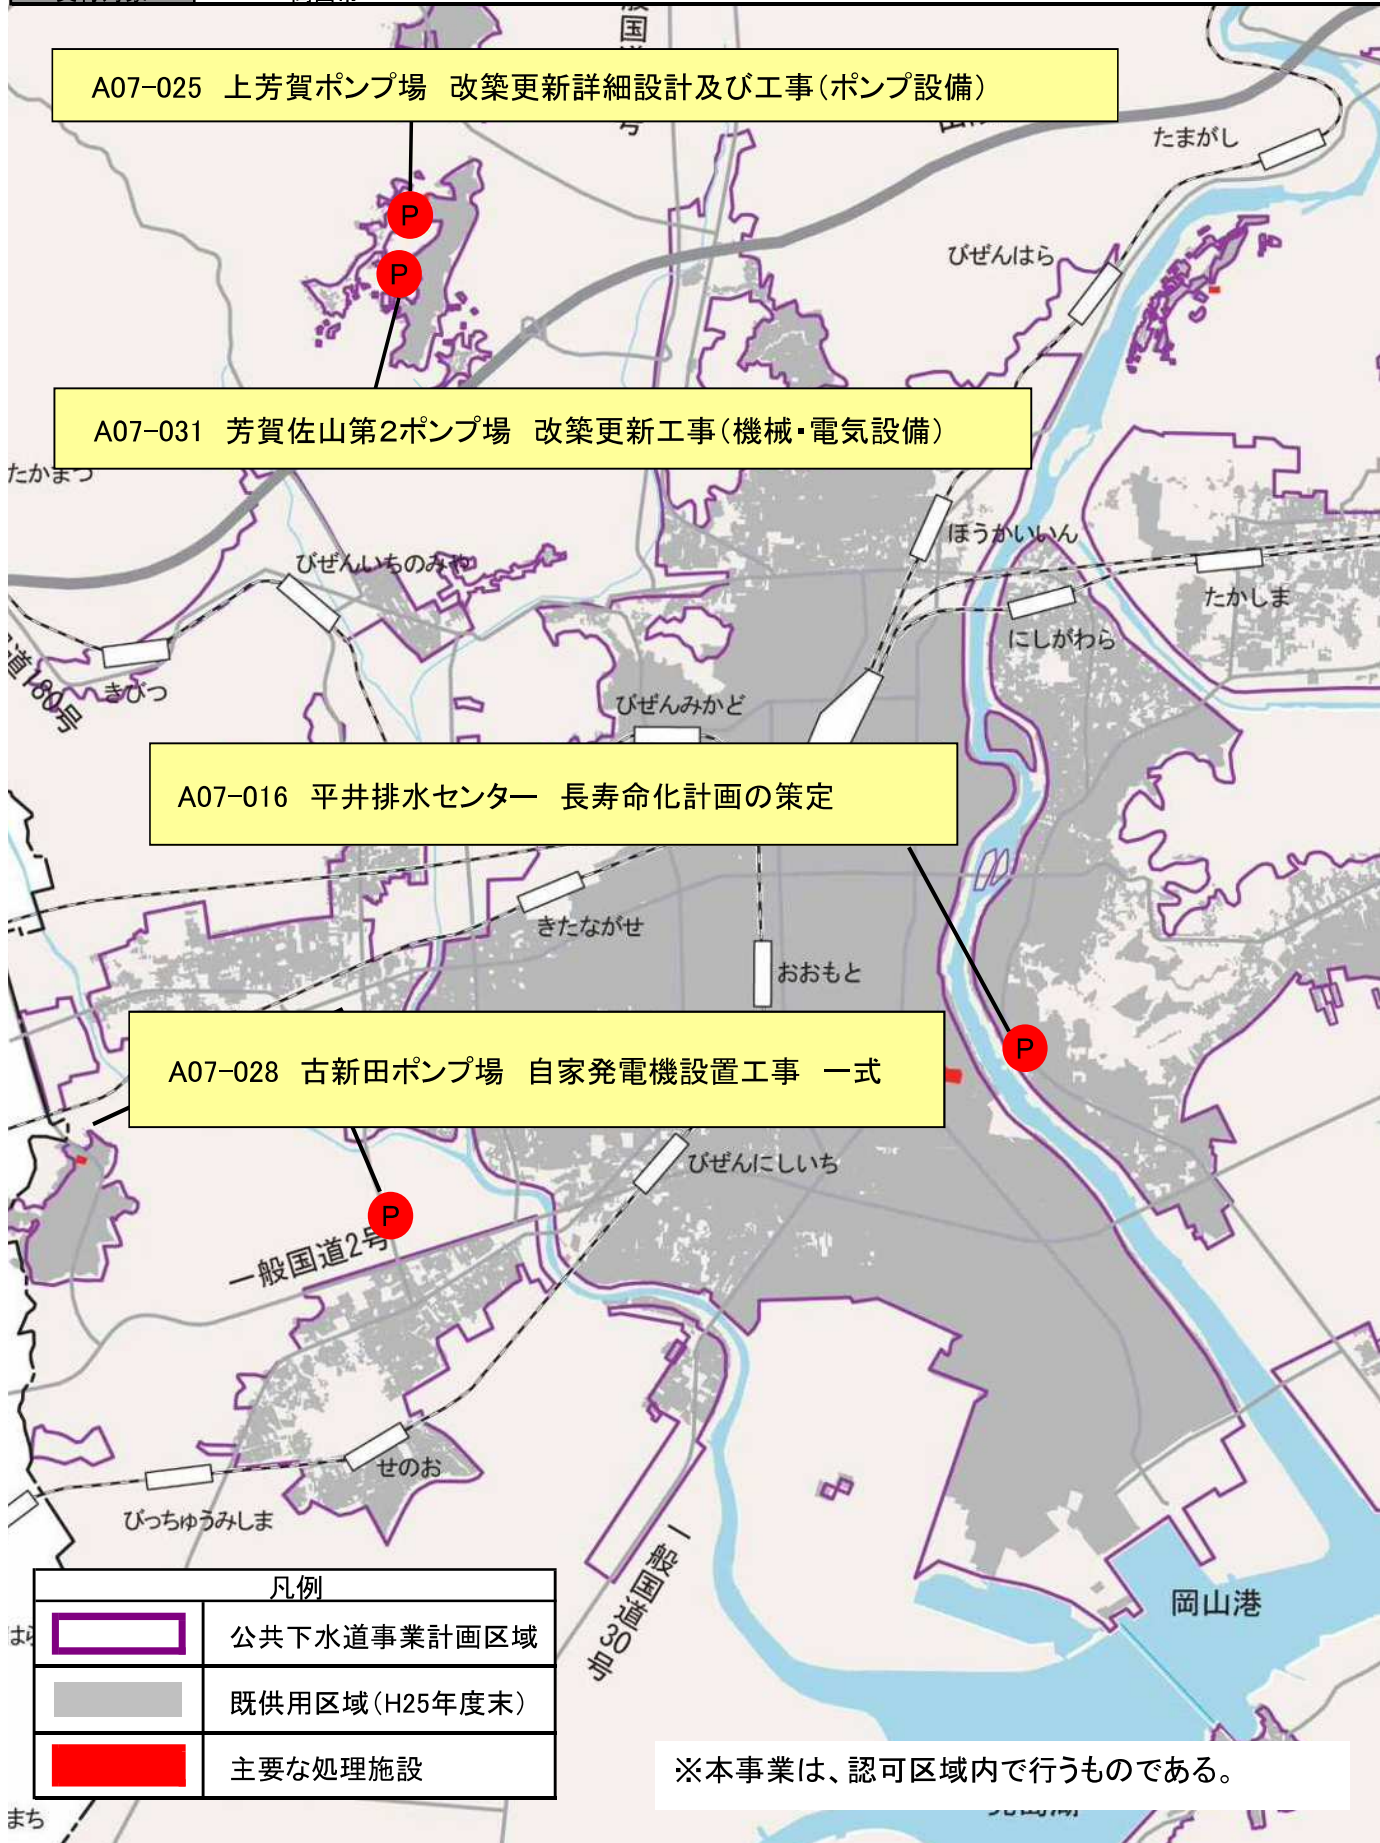 A07-025 上芳賀ポンプ場 改築更新詳細設計及び工事(ポンプ設備)
たまがし
P
びぜんはら
P
A07-031 芳賀佐山第2ポンプ場 改築更新工事(機械・電気設備)
たかまつ
ほうかいいん
びぜんいちのみや
たかしま
にしがわら
道180号
きびつ
びぜんみかど
A07-016 平井排水センター 長寿命化計画の策定
きたながせ
おおもと
P
A07-028 古新田ポンプ場 自家発電機設置工事 一式
びぜんにしいち
P
一般国道2号
せのお
びっちゅうみしま
一般国道30号
岡山港
凡例
公共下水道事業計画区域
既供用区域(H25年度末)
主要な処理施設
※本事業は、認可区域内で行うものである。
まち